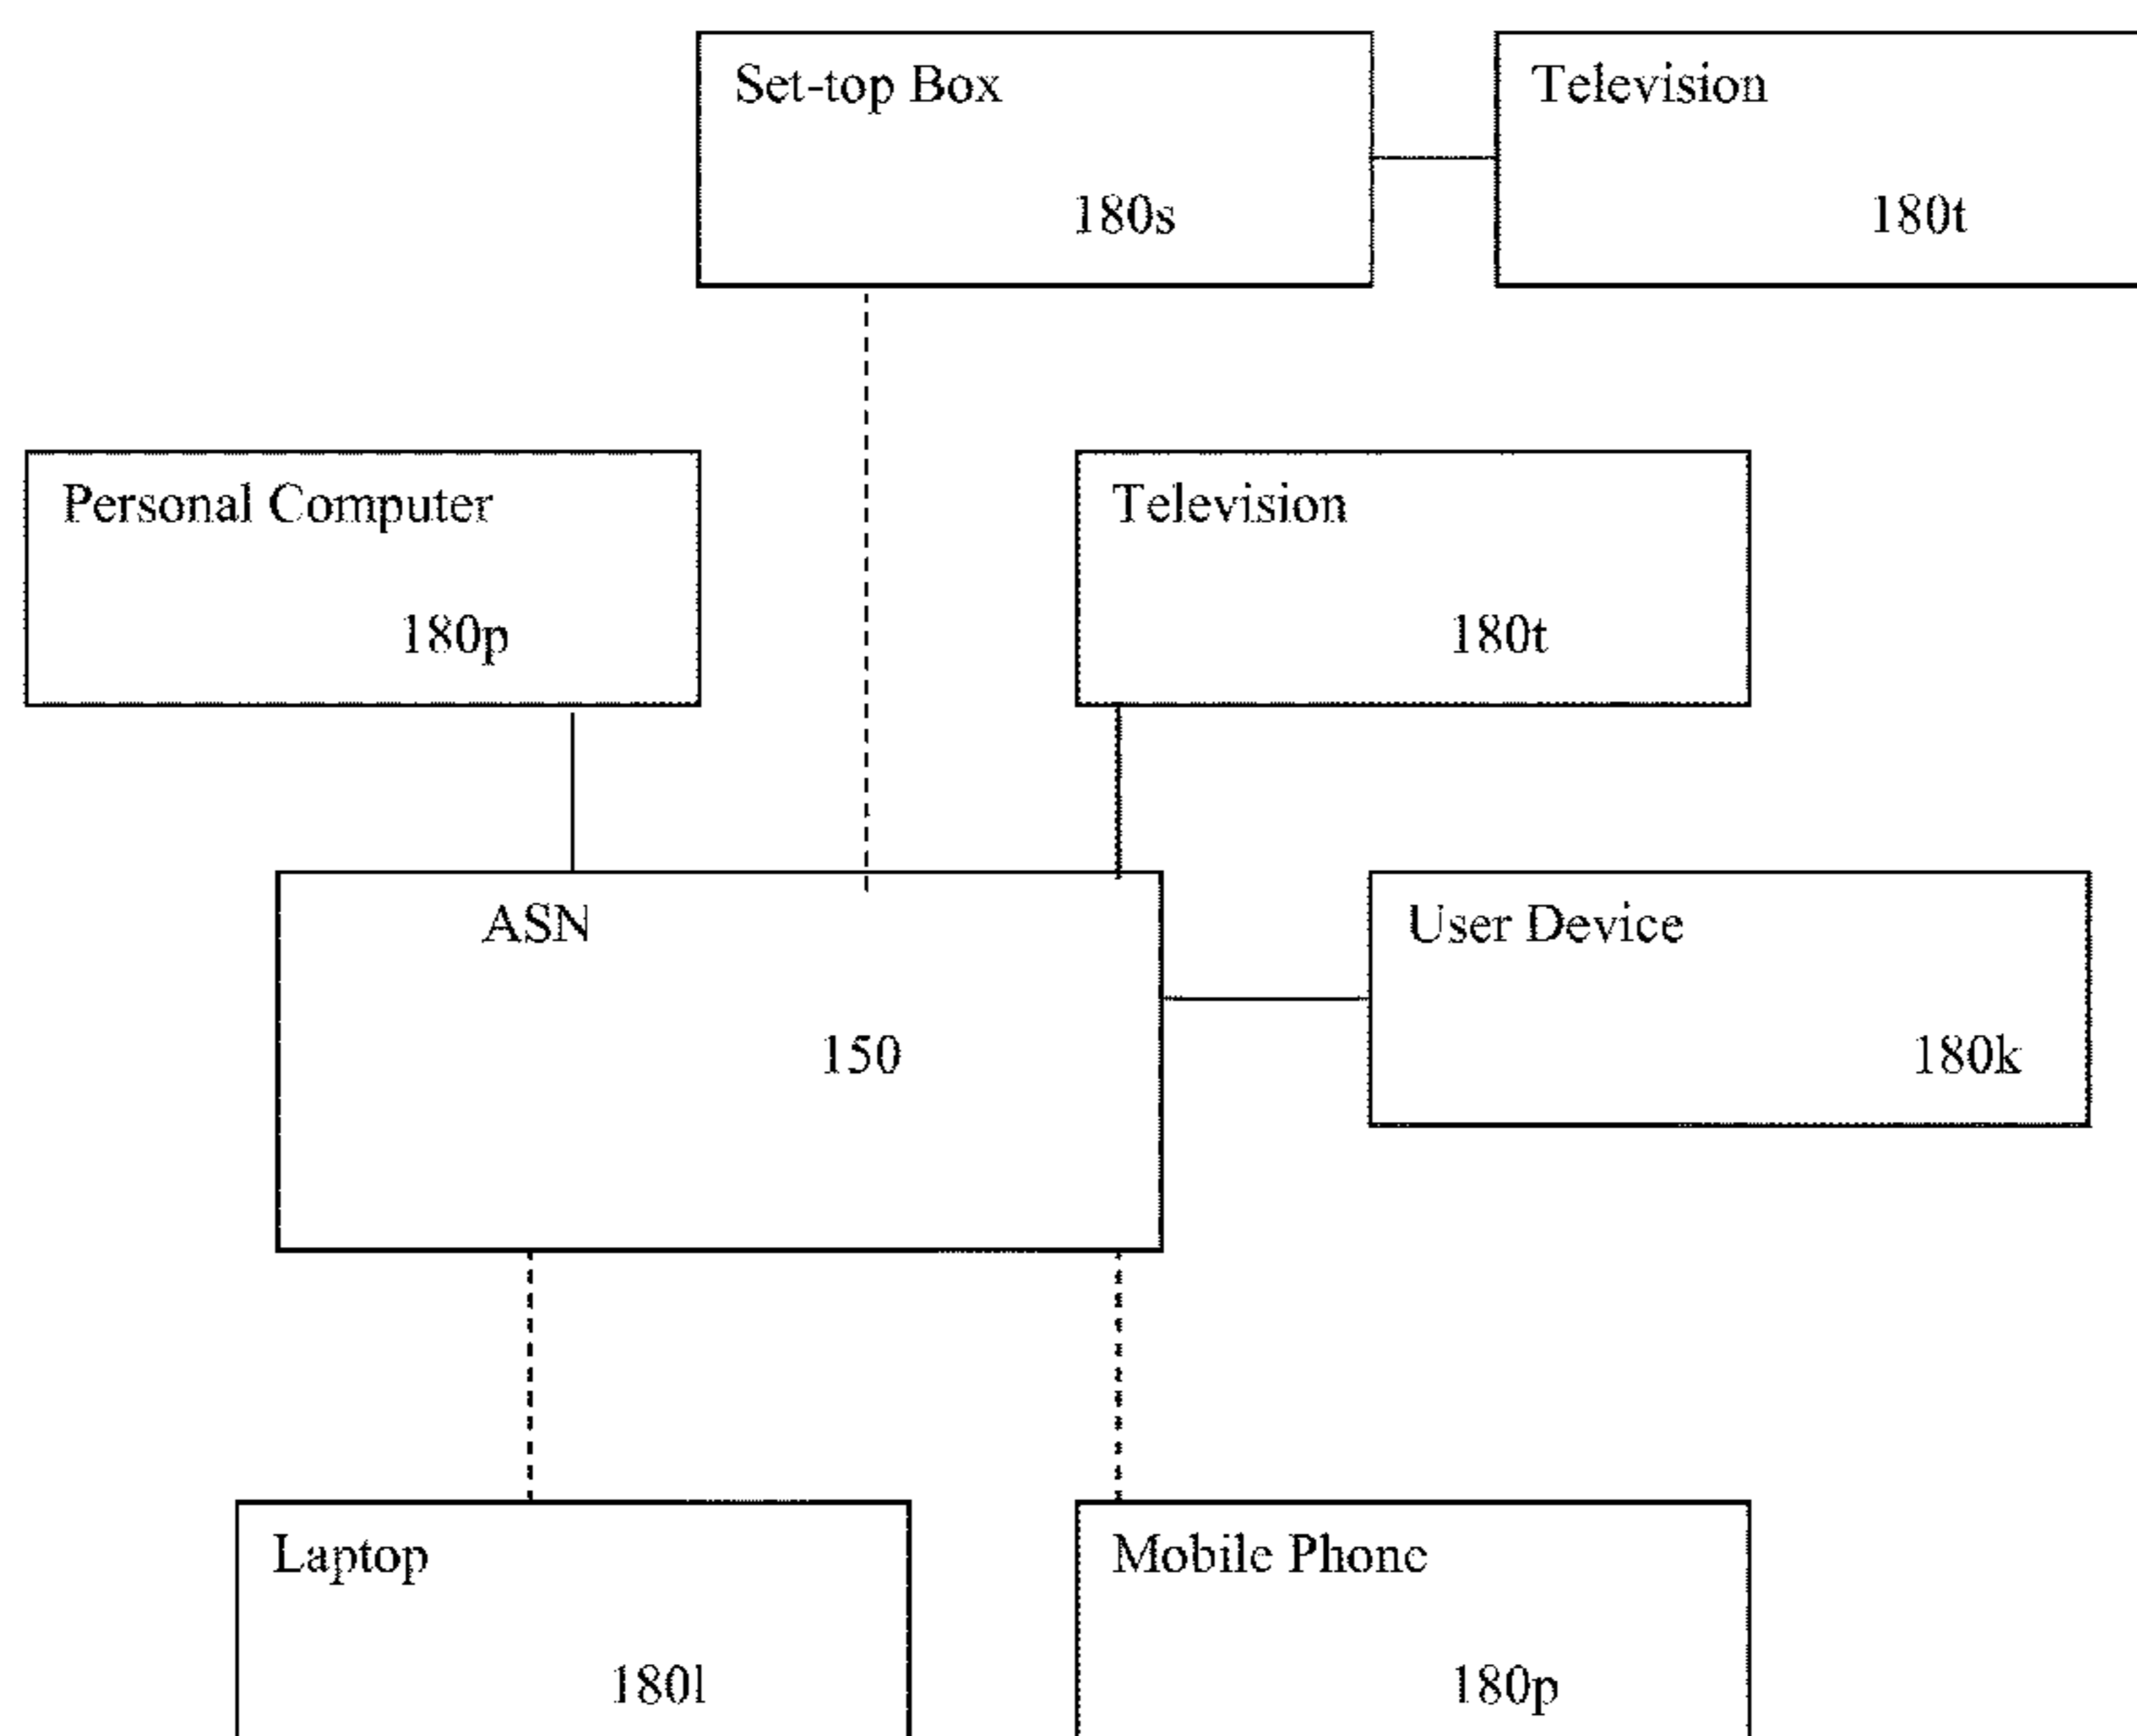 Set-top Box
180s
Television
180t
Personal Computer
180p
Television
180t
ASN
150
User Device
180k
Laptop
180l
Mobile Phone
180p